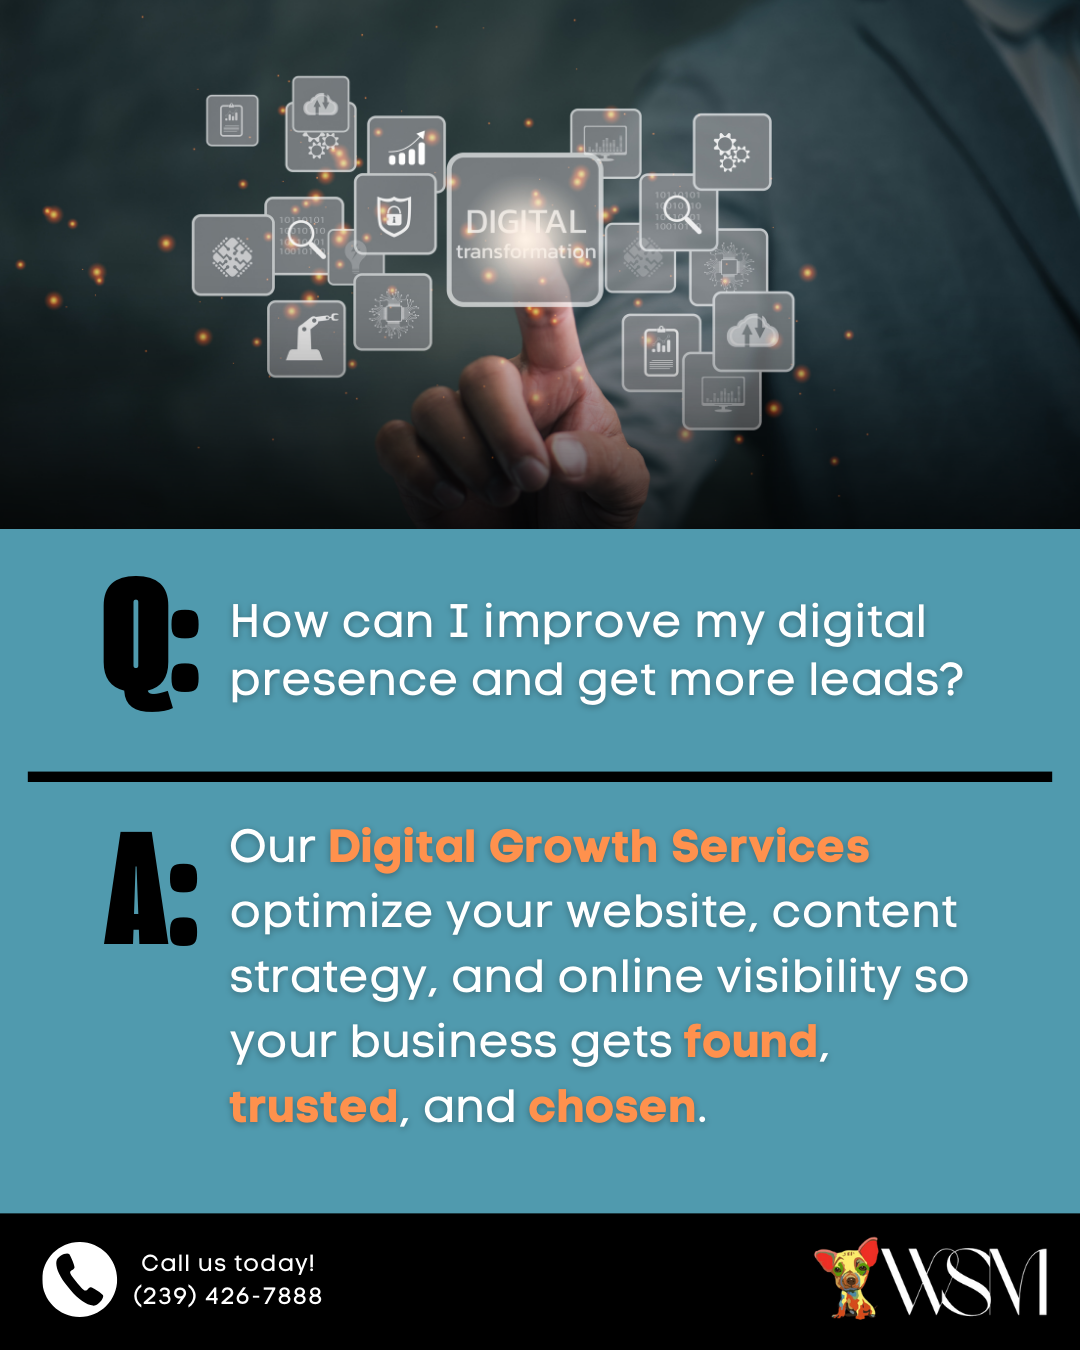 DIGITAL
transformation
Q:
How can I improve my digital
presence and get more leads?
A:
Our Digital Growth Services
optimize your website, content
strategy, and online visibility so
your business gets found,
trusted, and chosen.
Call us today!
(239) 426-7888
WSM